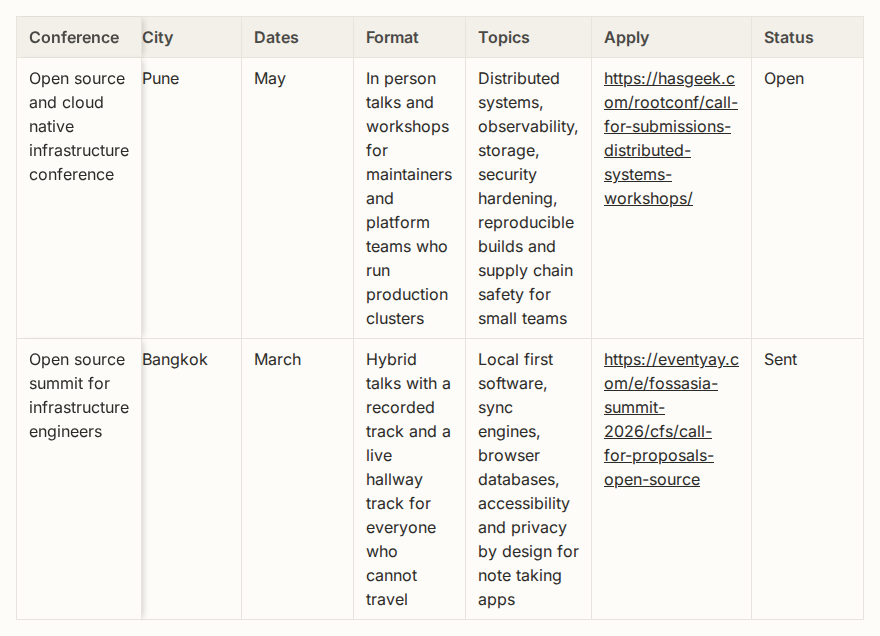 Conference City Dates Format Topics Apply Status
Open source
and cloud
native
infrastructure
conference
Pune
May
In person
talks and
workshops
for
maintainers
and
platform
teams who
run
production
clusters
Distributed
systems,
observability,
storage,
security
hardening,
reproducible
builds and
supply chain
safety for
small teams
https://hasgeek.c
om/rootconf/call-
for-submissions-
distributed-
systems-
workshops/
Open
Open source
summit for
infrastructure
engineers
Bangkok
March
Hybrid
talks with a
recorded
track and a
live
hallway
track for
everyone
who
cannot
travel
Local first
software,
sync
engines,
browser
databases,
accessibility
and privacy
by design for
note taking
apps
https://eventyay.c
om/e/fossasia-
summit-
2026/cfs/call-
for-proposals-
open-source
Sent